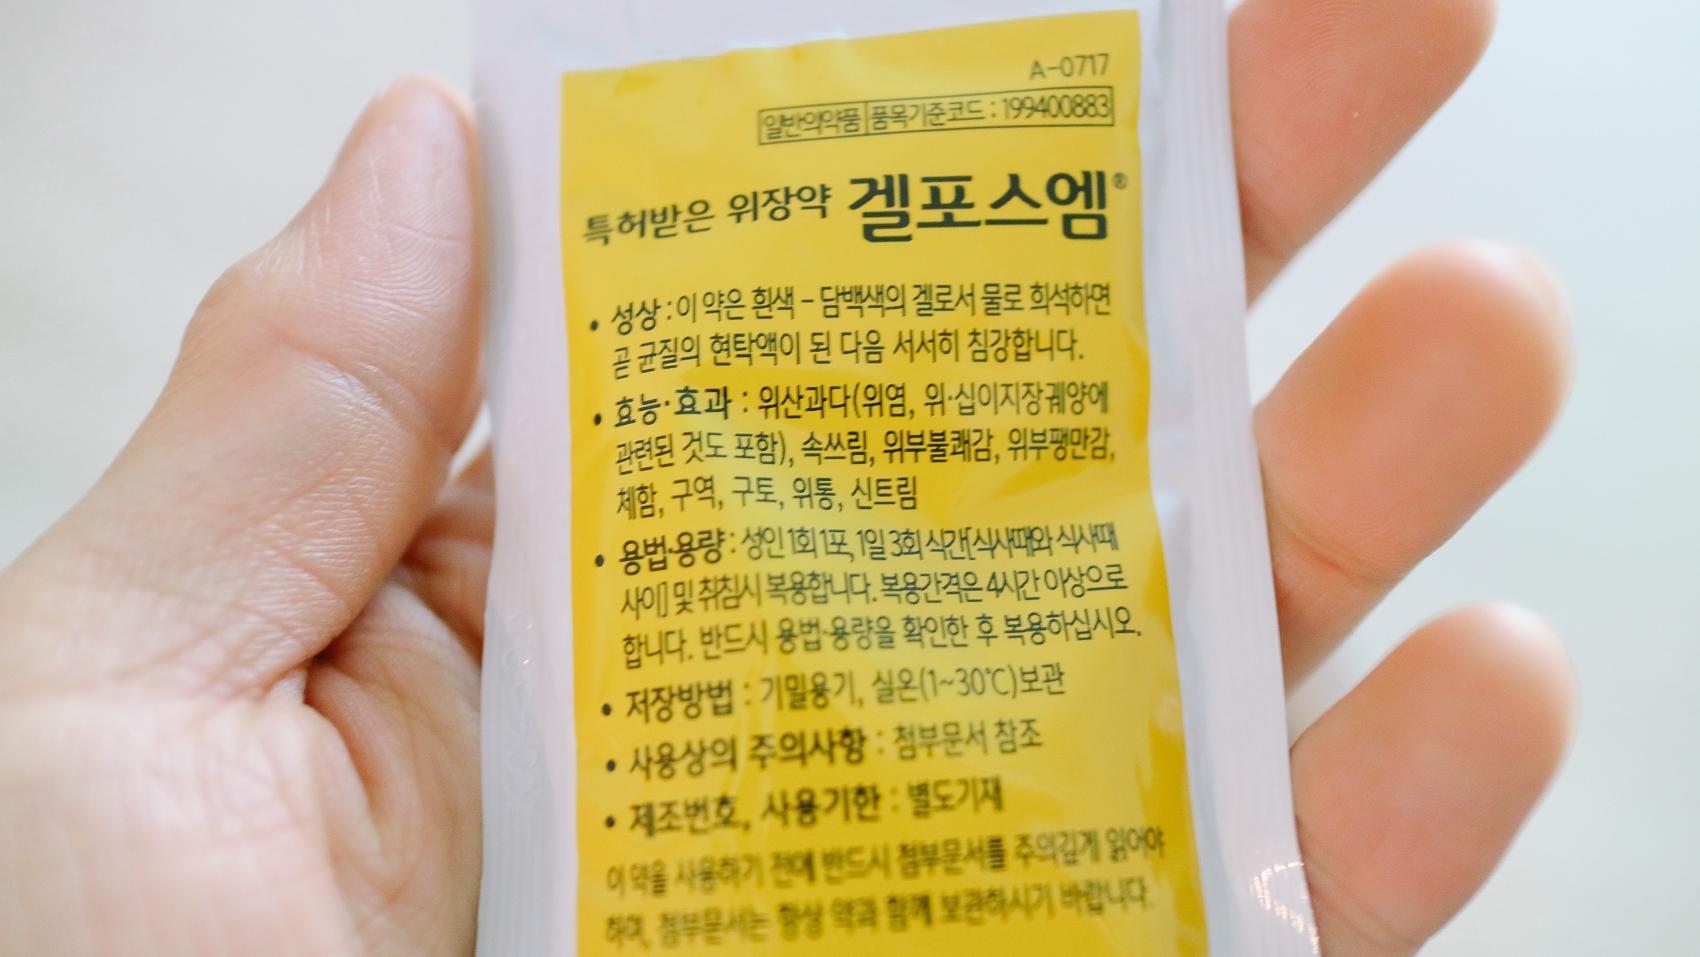 A-0717
일반의약품 품목기준코드 : 199400883
특허받은 위장약 겔포스엠®
• 성상 : 이 약은 흰색 – 담백색의 겔로서 물로 희석하면
곧 균질의 현탁액이 된 다음 서서히 침강합니다.
• 효능·효과 : 위산과다(위염, 위·십이지장궤양에
관련된 것도 포함), 속쓰림, 위부불쾌감, 위부팽만감,
체함, 구역, 구토, 위통, 신트림
• 용법·용량 : 성인 1회 1포, 1일 3회 식간[식사때와 식사때
사이] 및 취침시 복용합니다. 복용간격은 4시간 이상으로
합니다. 반드시 용법·용량을 확인한 후 복용하십시오.
• 저장방법 : 기밀용기, 실온(1~30℃)보관
• 사용상의 주의사항 : 첨부문서 참조
• 제조번호, 사용기한 : 별도기재
이 약을 사용하기 전에 반드시 첨부문서를 주의깊게 읽어야
하며, 첨부문서는 항상 약과 함께 보관하시기 바랍니다.